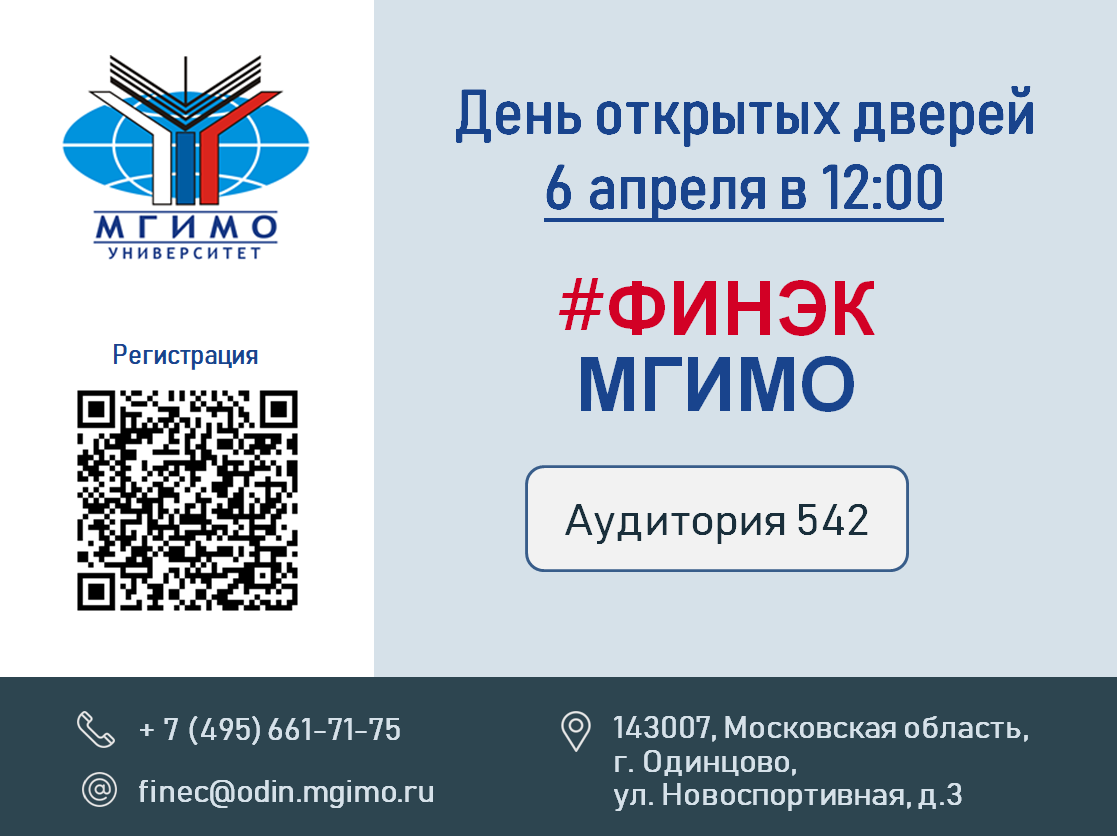 МГИМО
УНИВЕРСИТЕТ
Регистрация
День открытых дверей
6 апреля в 12:00
#ФИНЭК
МГИМО
Аудитория 542
+ 7 (495) 661-71-75
finec@odin.mgimo.ru
143007, Московская область,
г. Одинцово,
ул. Новоспортивная, д.3